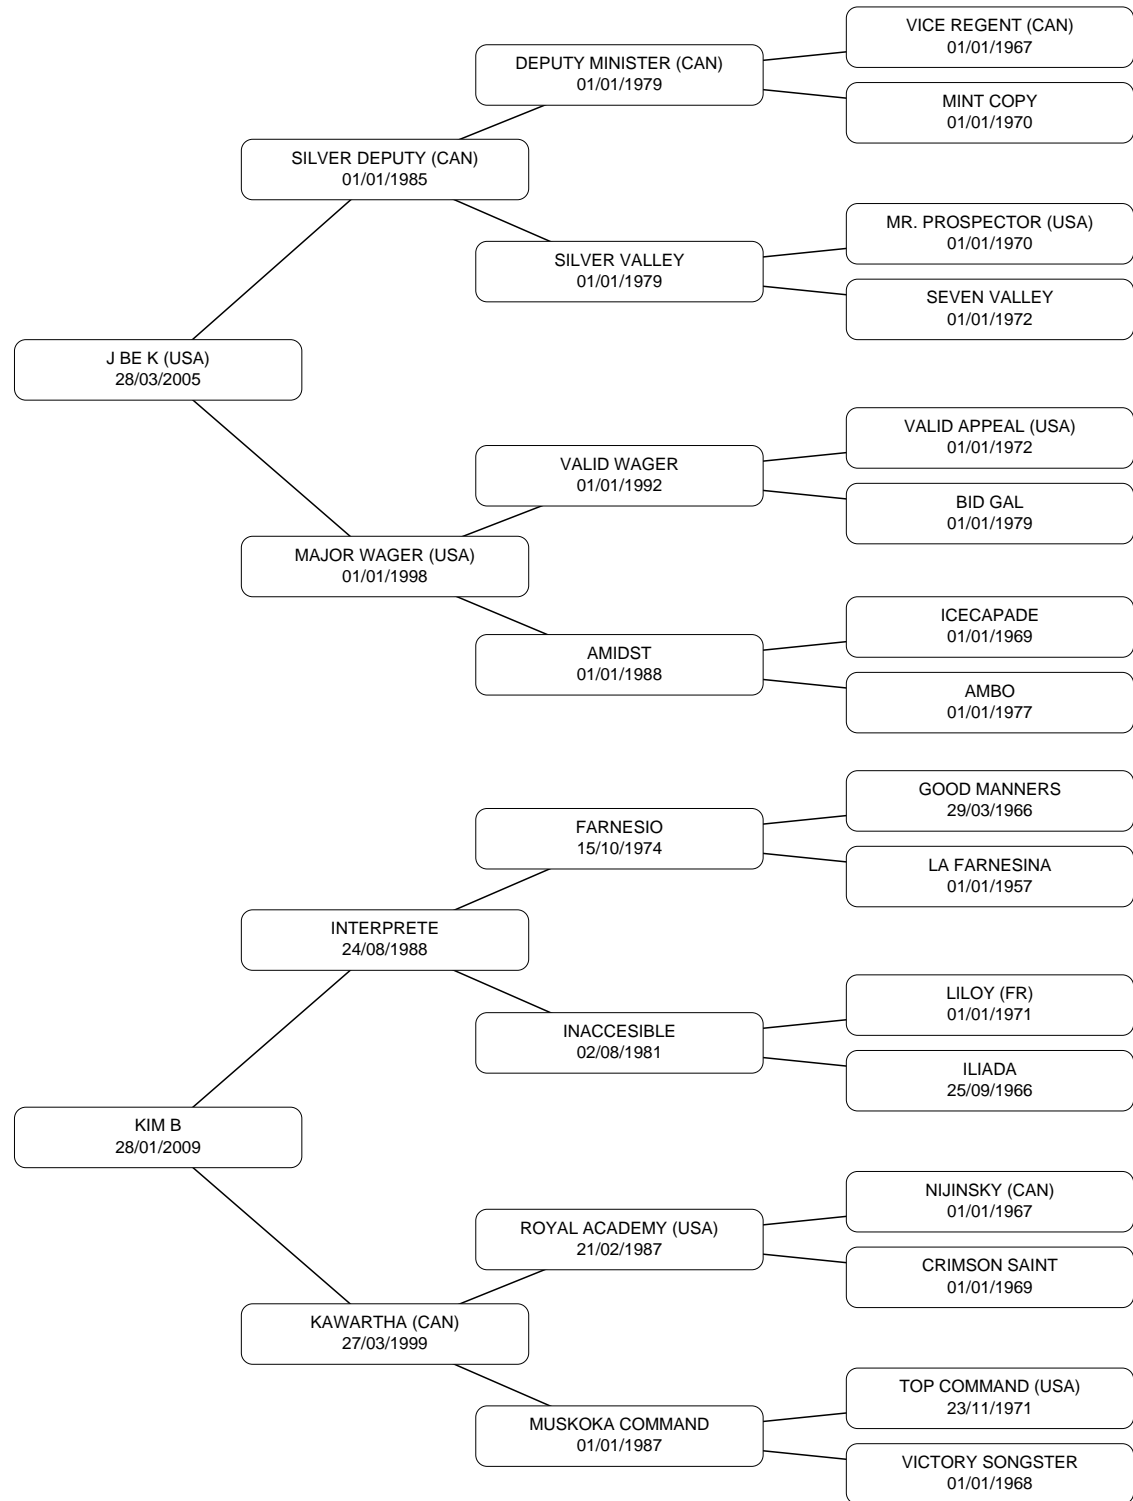 VICE REGENT (CAN)
01/01/1967
DEPUTY MINISTER (CAN)
01/01/1979
MINT COPY
01/01/1970
SILVER DEPUTY (CAN)
01/01/1985
MR. PROSPECTOR (USA)
01/01/1970
SILVER VALLEY
01/01/1979
SEVEN VALLEY
01/01/1972
J BE K (USA)
28/03/2005
VALID APPEAL (USA)
01/01/1972
VALID WAGER
01/01/1992
BID GAL
01/01/1979
MAJOR WAGER (USA)
01/01/1998
ICECAPADE
01/01/1969
AMIDST
01/01/1988
AMBO
01/01/1977
GOOD MANNERS
29/03/1966
FARNESIO
15/10/1974
LA FARNESINA
01/01/1957
INTERPRETE
24/08/1988
LILOY (FR)
01/01/1971
INACCESIBLE
02/08/1981
ILIADA
25/09/1966
KIM B
28/01/2009
NIJINSKY (CAN)
01/01/1967
ROYAL ACADEMY (USA)
21/02/1987
CRIMSON SAINT
01/01/1969
KAWARTHA (CAN)
27/03/1999
TOP COMMAND (USA)
23/11/1971
MUSKOKA COMMAND
01/01/1987
VICTORY SONGSTER
01/01/1968